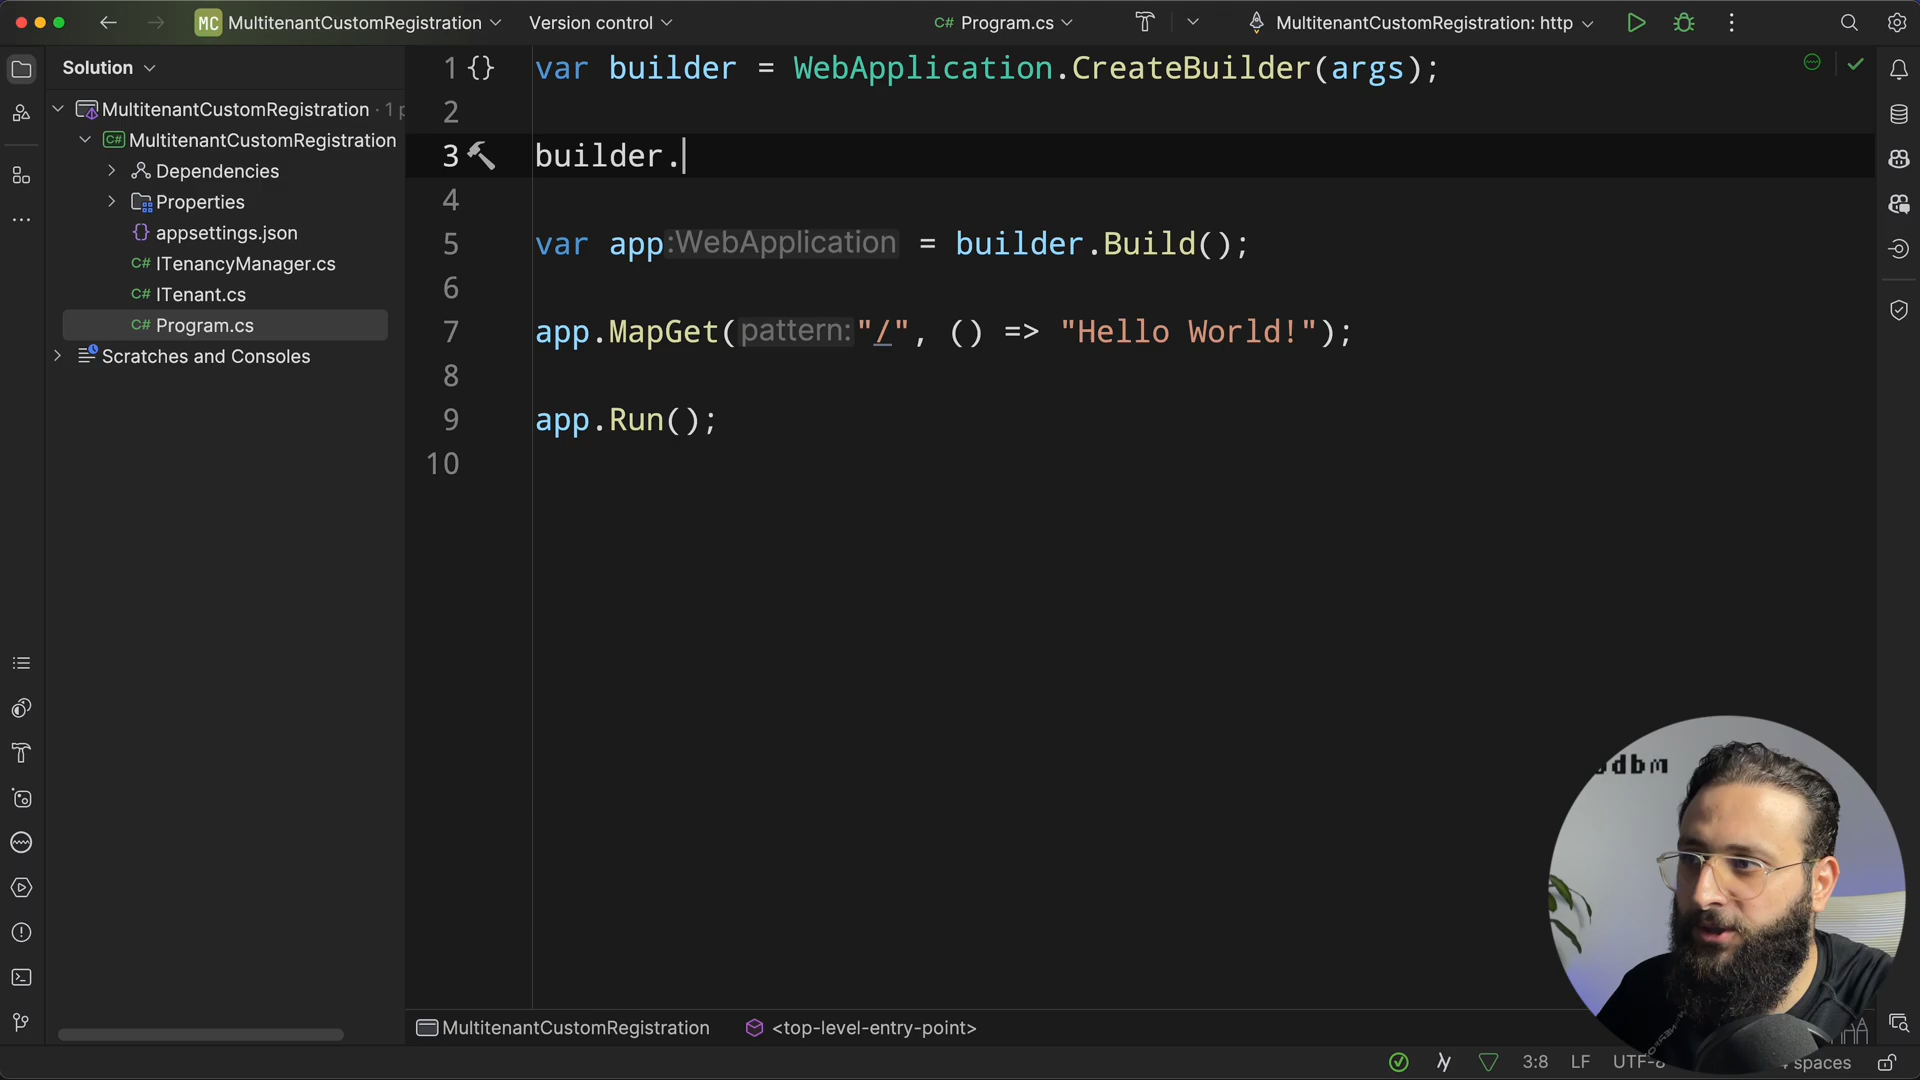 MC MultitenantCustomRegistration
Version control
C# Program.cs
MultitenantCustomRegistration: http
Solution
MultitenantCustomRegistration · 1 p
C# MultitenantCustomRegistration
Dependencies
Properties
{} appsettings.json
C# ITenancyManager.cs
C# ITenant.cs
C# Program.cs
Scratches and Consoles
1 {} var builder = WebApplication.CreateBuilder(args);
2
3 builder.
4
5 var app :WebApplication = builder.Build();
6
7 app.MapGet( pattern: "/", () => "Hello World!");
8
9 app.Run();
10
dbm
MultitenantCustomRegistration
<top-level-entry-point>
3:8
LF
UTF-8
spaces